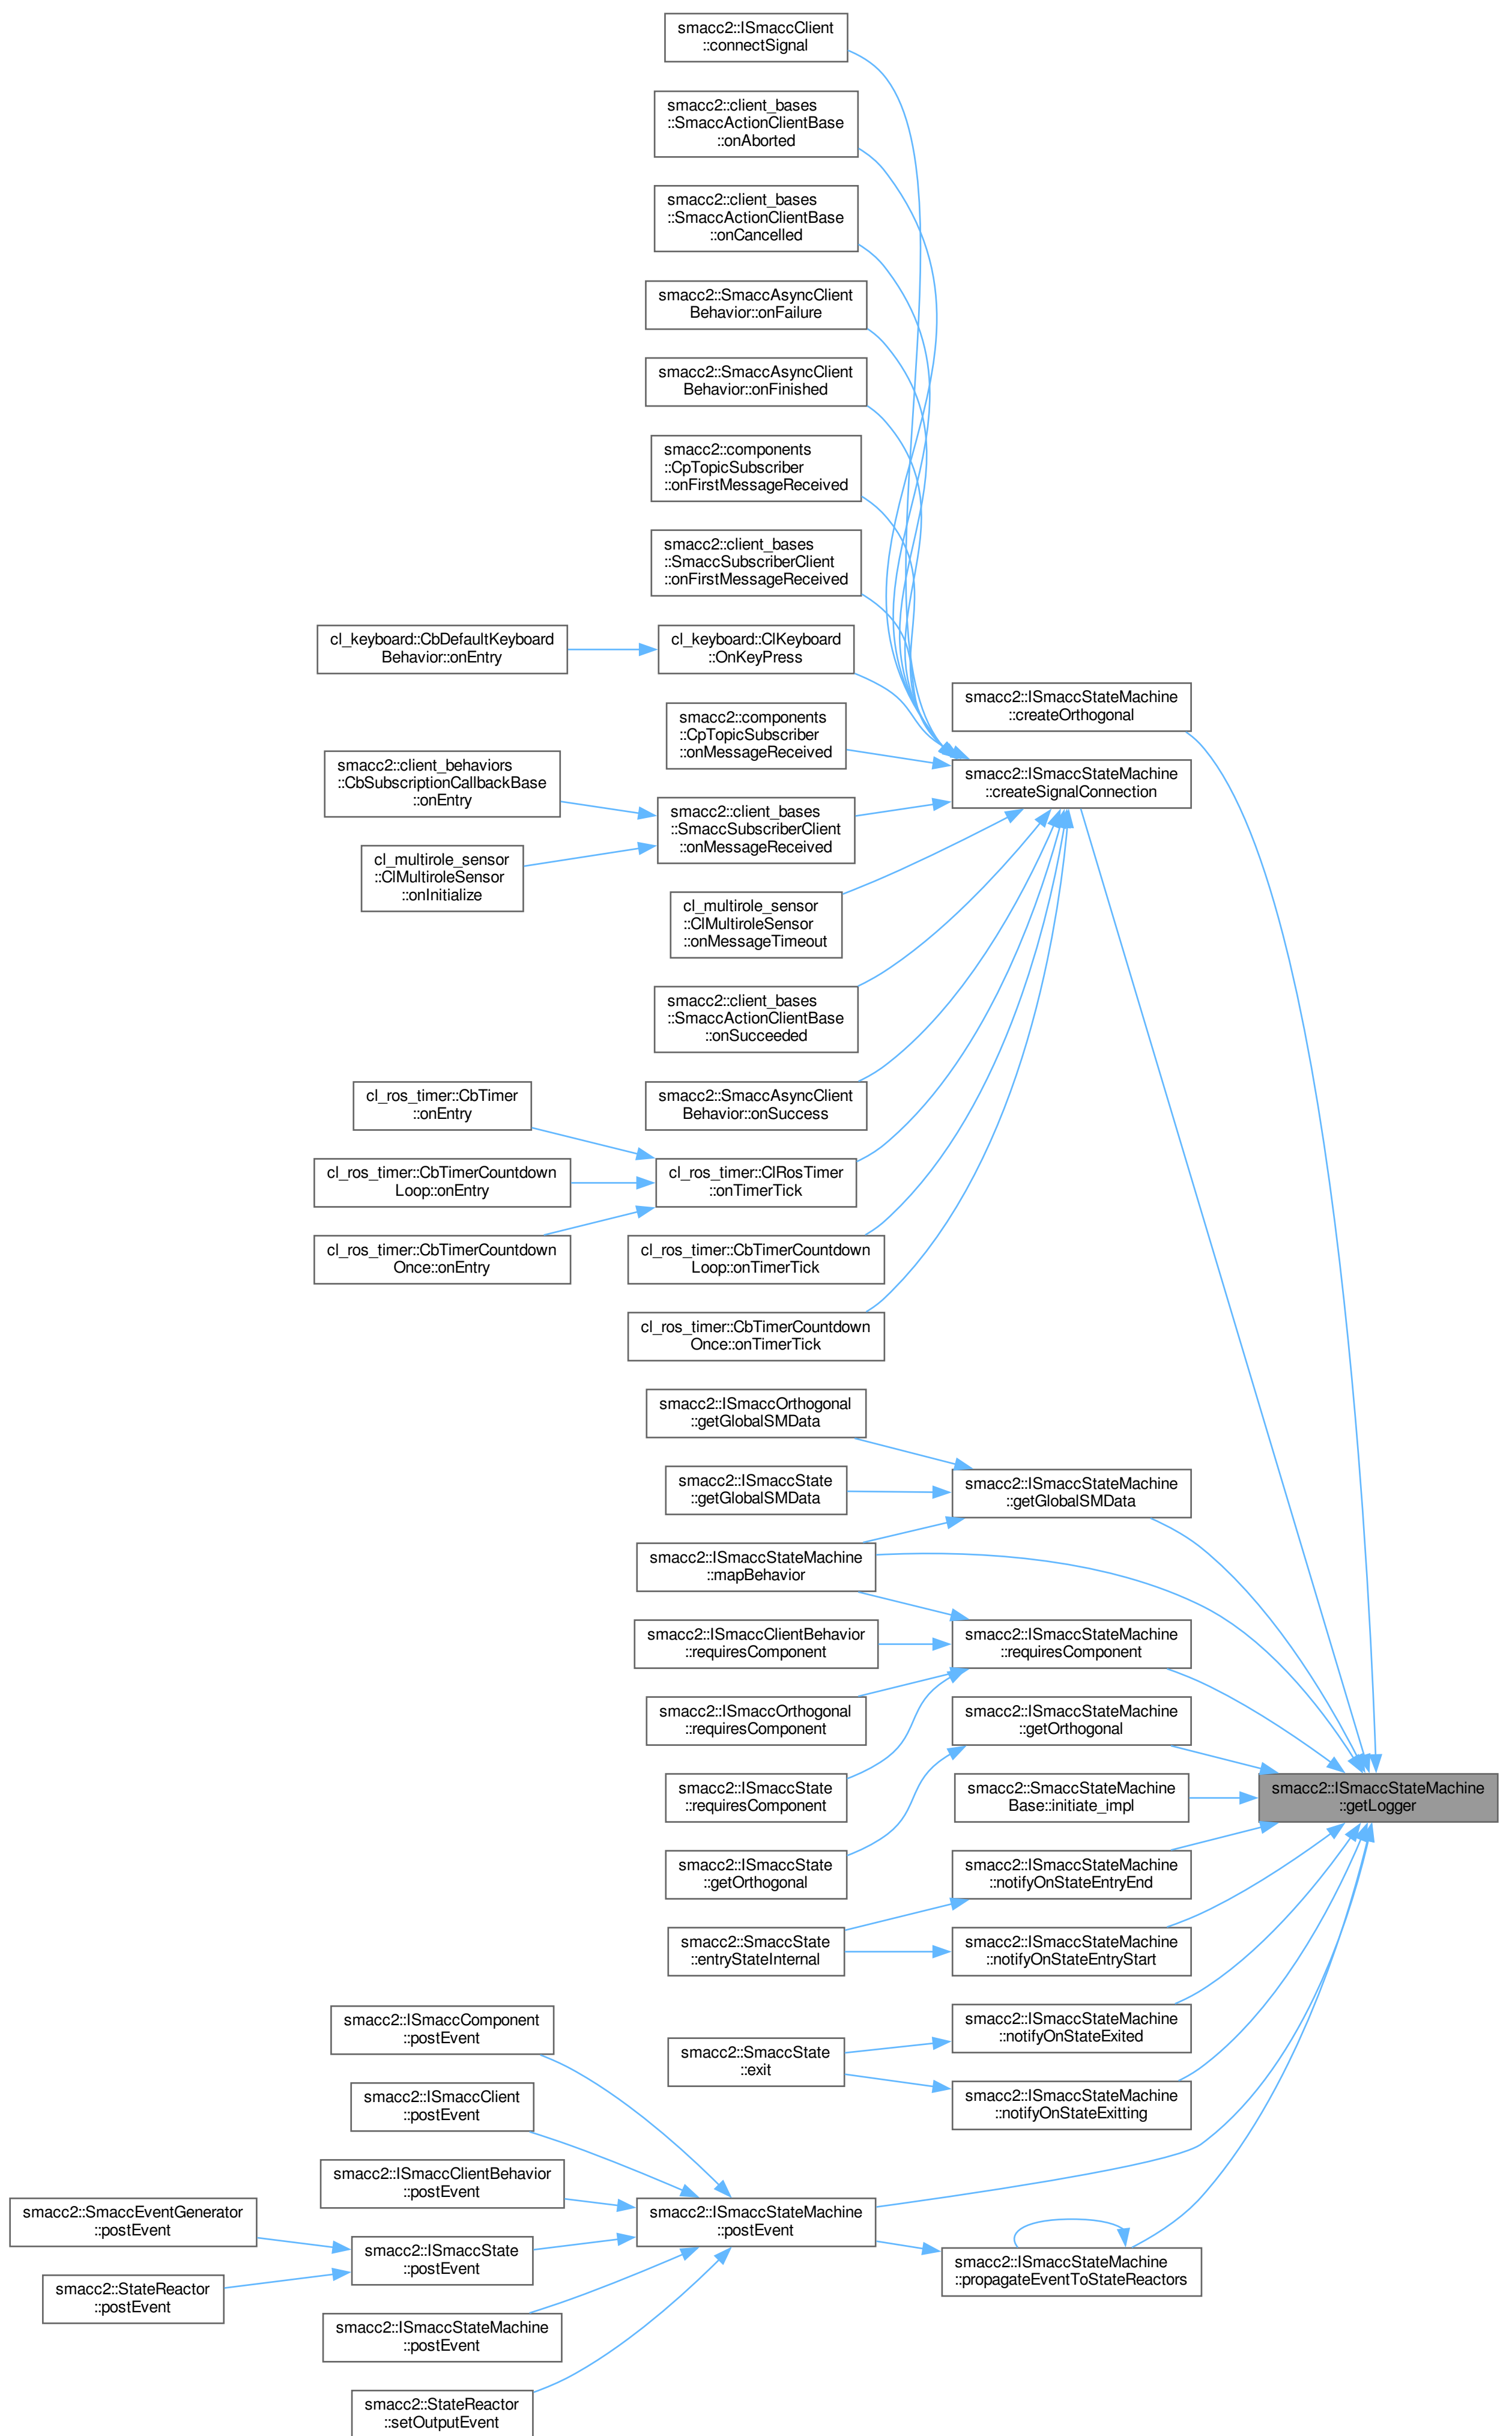 smacc2::ISmaccClient
::connectSignal
smacc2::client_bases
::SmaccActionClientBase
::onAborted
smacc2::client_bases
::SmaccActionClientBase
::onCancelled
smacc2::SmaccAsyncClient
Behavior::onFailure
smacc2::SmaccAsyncClient
Behavior::onFinished
smacc2::components
::CpTopicSubscriber
::onFirstMessageReceived
smacc2::client_bases
::SmaccSubscriberClient
::onFirstMessageReceived
cl_keyboard::CbDefaultKeyboard
Behavior::onEntry
cl_keyboard::ClKeyboard
::OnKeyPress
smacc2::ISmaccStateMachine
::createOrthogonal
smacc2::components
::CpTopicSubscriber
::onMessageReceived
smacc2::ISmaccStateMachine
::createSignalConnection
smacc2::client_behaviors
::CbSubscriptionCallbackBase
::onEntry
smacc2::client_bases
::SmaccSubscriberClient
::onMessageReceived
cl_multirole_sensor
::ClMultiroleSensor
::onInitialize
cl_multirole_sensor
::ClMultiroleSensor
::onMessageTimeout
smacc2::client_bases
::SmaccActionClientBase
::onSucceeded
cl_ros_timer::CbTimer
::onEntry
smacc2::SmaccAsyncClient
Behavior::onSuccess
cl_ros_timer::CbTimerCountdown
Loop::onEntry
cl_ros_timer::ClRosTimer
::onTimerTick
cl_ros_timer::CbTimerCountdown
Once::onEntry
cl_ros_timer::CbTimerCountdown
Loop::onTimerTick
cl_ros_timer::CbTimerCountdown
Once::onTimerTick
smacc2::ISmaccOrthogonal
::getGlobalSMData
smacc2::ISmaccState
::getGlobalSMData
smacc2::ISmaccStateMachine
::getGlobalSMData
smacc2::ISmaccStateMachine
::mapBehavior
smacc2::ISmaccClientBehavior
::requiresComponent
smacc2::ISmaccStateMachine
::requiresComponent
smacc2::ISmaccOrthogonal
::requiresComponent
smacc2::ISmaccStateMachine
::getOrthogonal
smacc2::ISmaccState
::requiresComponent
smacc2::SmaccStateMachine
Base::initiate_impl
smacc2::ISmaccStateMachine
::getLogger
smacc2::ISmaccState
::getOrthogonal
smacc2::ISmaccStateMachine
::notifyOnStateEntryEnd
smacc2::SmaccState
::entryStateInternal
smacc2::ISmaccStateMachine
::notifyOnStateEntryStart
smacc2::ISmaccComponent
::postEvent
smacc2::ISmaccStateMachine
::notifyOnStateExited
smacc2::SmaccState
::exit
smacc2::ISmaccClient
::postEvent
smacc2::ISmaccStateMachine
::notifyOnStateExitting
smacc2::ISmaccClientBehavior
::postEvent
smacc2::SmaccEventGenerator
::postEvent
smacc2::ISmaccStateMachine
::postEvent
smacc2::ISmaccState
::postEvent
smacc2::ISmaccStateMachine
::propagateEventToStateReactors
smacc2::StateReactor
::postEvent
smacc2::ISmaccStateMachine
::postEvent
smacc2::StateReactor
::setOutputEvent